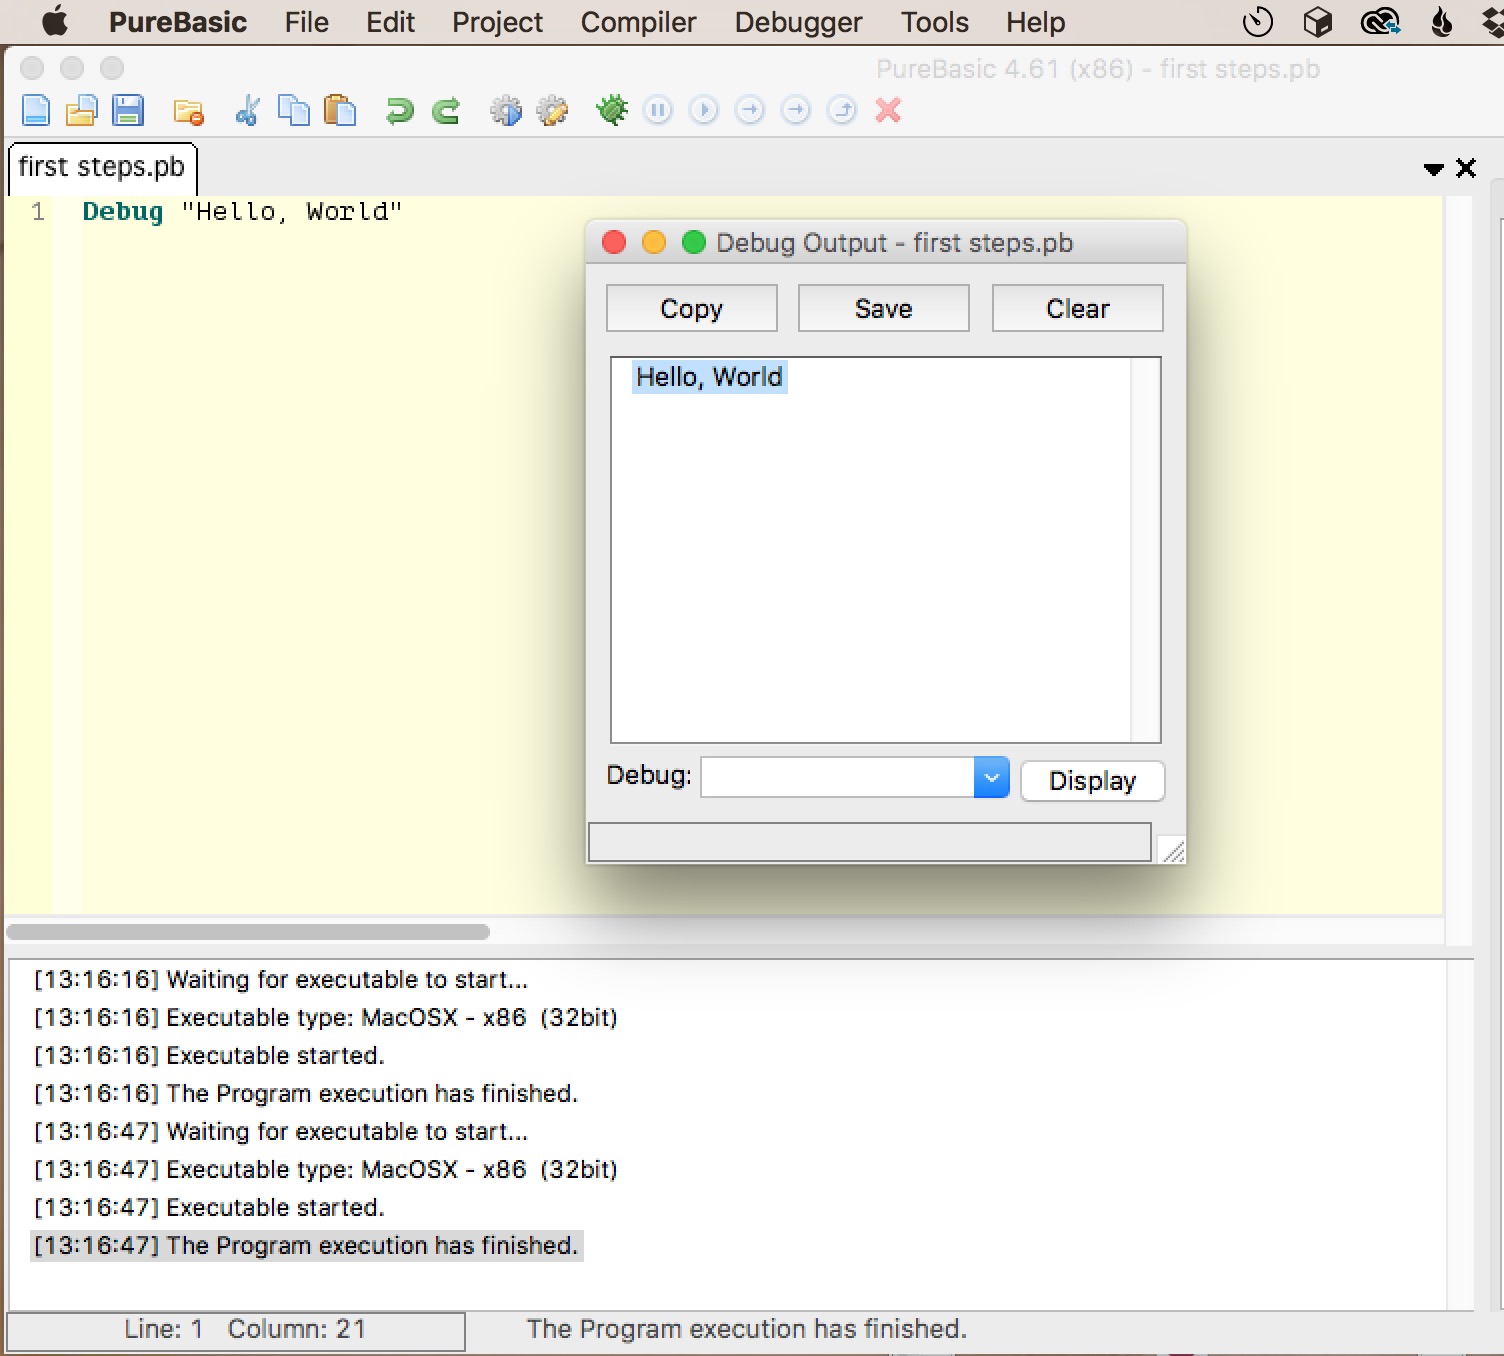 PureBasic File Edit Project Compiler Debugger Tools Help
PureBasic 4.61 (x86) - first steps.pb
first steps.pb
1 Debug "Hello, World"
Debug Output - first steps.pb
Copy Save Clear
Hello, World
Debug: Display
[13:16:16] Waiting for executable to start...
[13:16:16] Executable type: MacOSX - x86  (32bit)
[13:16:16] Executable started.
[13:16:16] The Program execution has finished.
[13:16:47] Waiting for executable to start...
[13:16:47] Executable type: MacOSX - x86  (32bit)
[13:16:47] Executable started.
[13:16:47] The Program execution has finished.
Line: 1   Column: 21 The Program execution has finished.